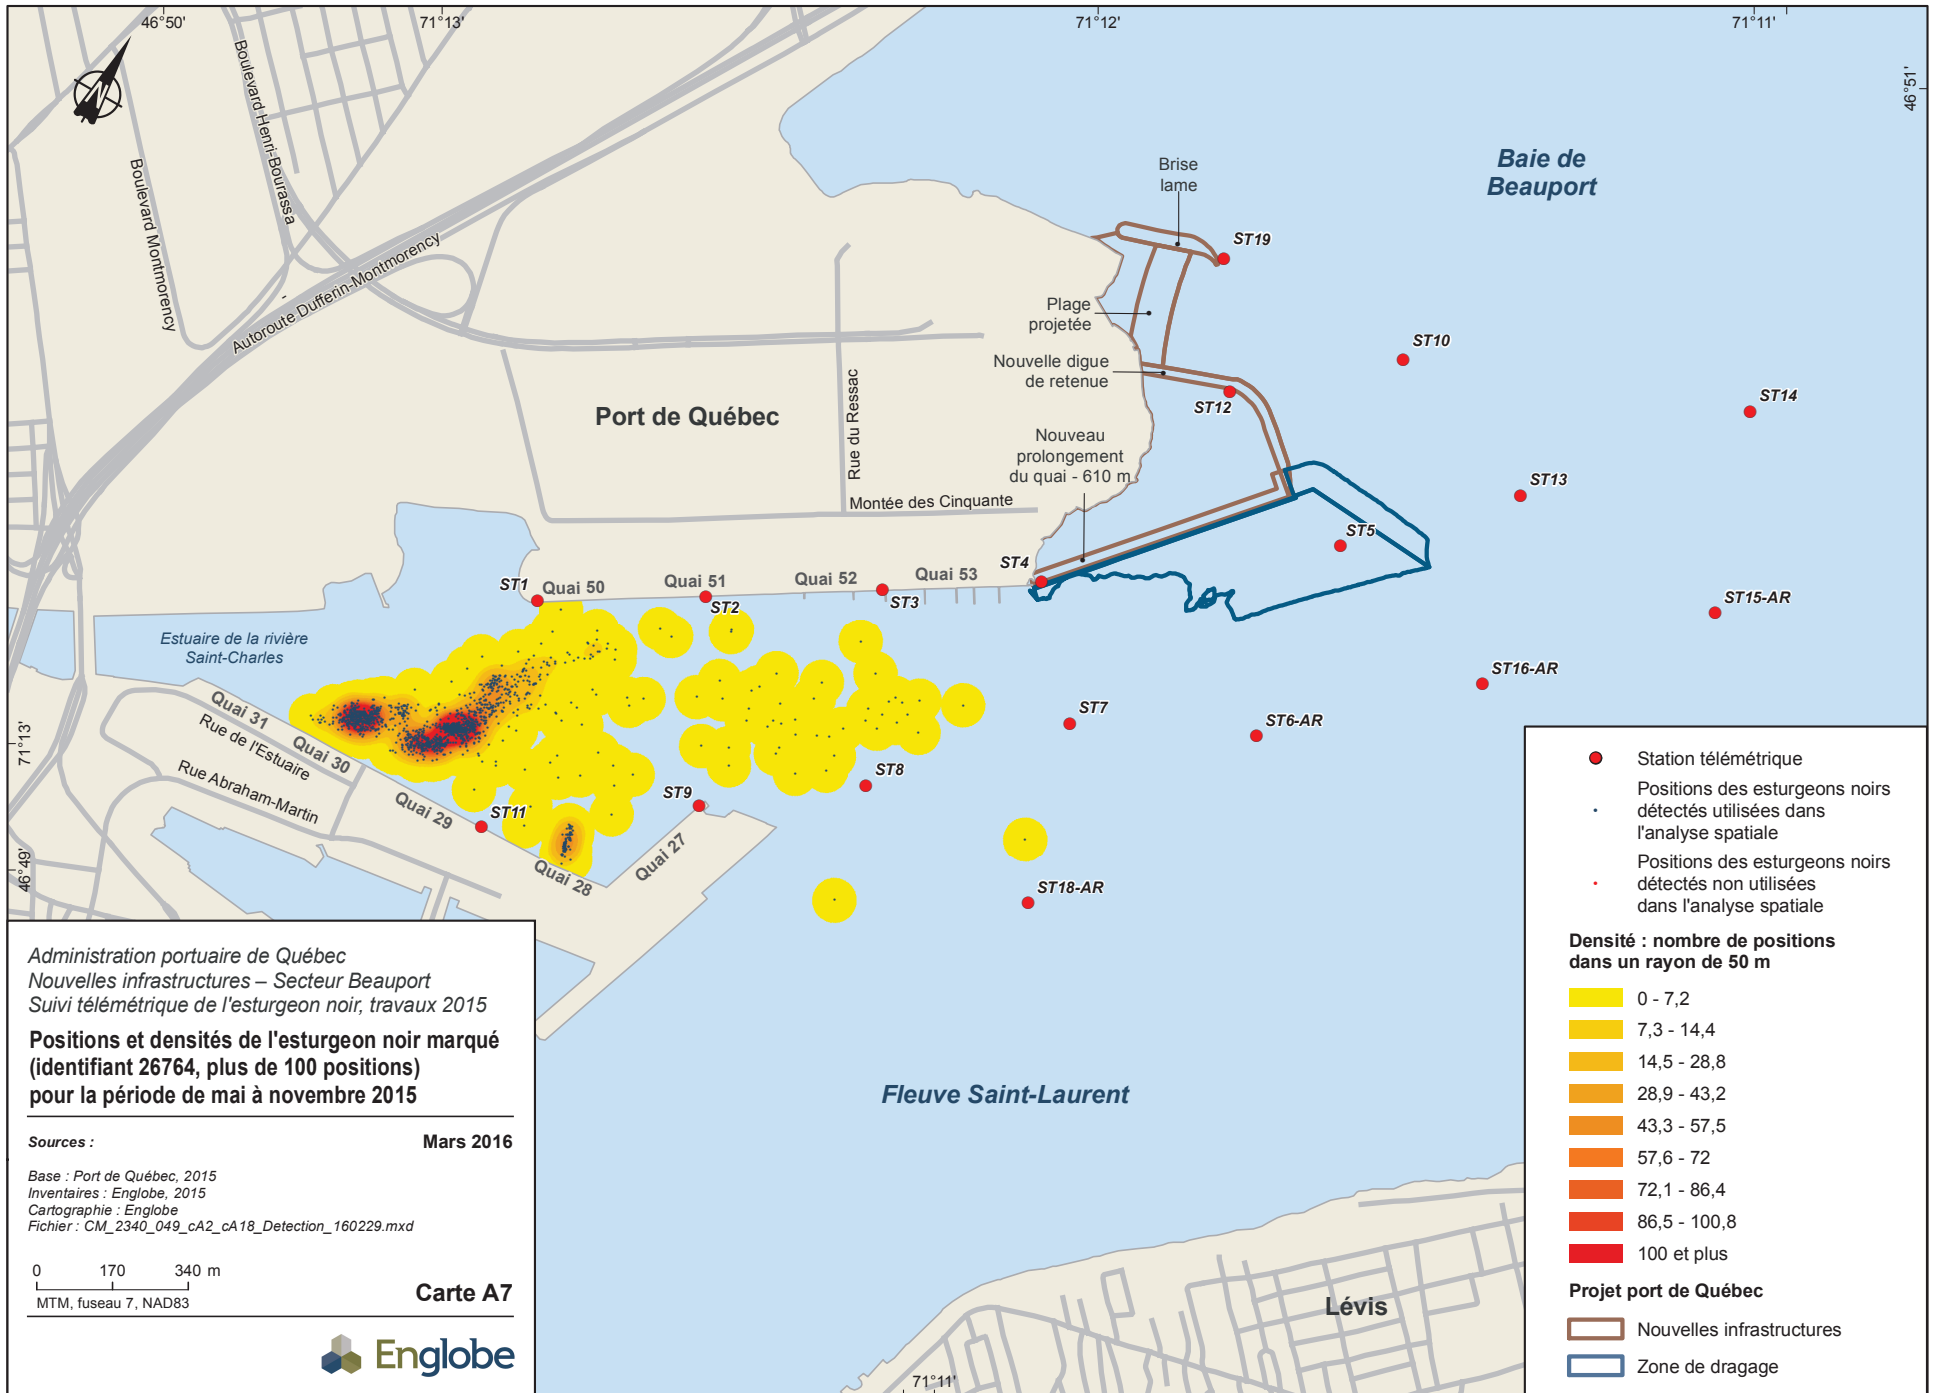 46°50'
71°13'
71°12'
71°11'
46°51'
Boulevard Henri-Bourassa
Boulevard Montmorency
Autoroute Dufferin-Montmorency
Baie de
Beauport
Brise
lame
ST19
Plage
projetée
ST10
Nouvelle digue
de retenue
ST12
ST14
Port de Québec
Rue du Ressac
Nouveau
prolongement
du quai - 610 m
Montée des Cinquante
ST13
ST5
ST4
ST1
Quai 50
Quai 51
Quai 52
Quai 53
ST2
ST3
ST15-AR
Estuaire de la rivière
Saint-Charles
ST16-AR
Quai 31
Rue de l'Estuaire
Quai 30
Rue Abraham-Martin
Quai 29
ST7
ST6-AR
ST8
ST9
ST11
Quai 27
Quai 28
ST18-AR
71°13'
46°49'
Fleuve Saint-Laurent
Lévis
71°11'
Administration portuaire de Québec
Nouvelles infrastructures – Secteur Beauport
Suivi télémétrique de l'esturgeon noir, travaux 2015
Positions et densités de l'esturgeon noir marqué
(identifiant 26764, plus de 100 positions)
pour la période de mai à novembre 2015
Sources :
Mars 2016
Base : Port de Québec, 2015
Inventaires : Englobe, 2015
Cartographie : Englobe
Fichier : CM_2340_049_cA2_cA18_Detection_160229.mxd
0 170 340 m
MTM, fuseau 7, NAD83
Carte A7
Englobe
Station télémétrique
Positions des esturgeons noirs
détectés utilisées dans
l'analyse spatiale
Positions des esturgeons noirs
détectés non utilisées
dans l'analyse spatiale
Densité : nombre de positions
dans un rayon de 50 m
0 - 7,2
7,3 - 14,4
14,5 - 28,8
28,9 - 43,2
43,3 - 57,5
57,6 - 72
72,1 - 86,4
86,5 - 100,8
100 et plus
Projet port de Québec
Nouvelles infrastructures
Zone de dragage